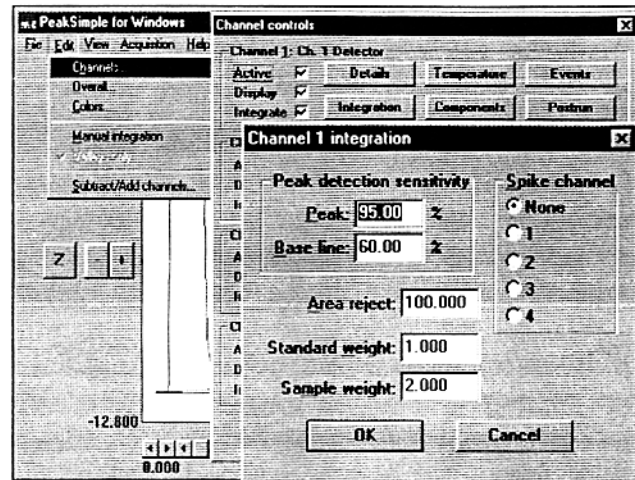 PeakSimple for Windows
File Edit View Acquisition Help
Channels...
Overall...
Colors...
Manual integration
Subtract/Add channels...
Z - +
-12.800
0.000
Channel controls
Channel 1: Ch. 1 Detector
Active Details Temperature Events
Display
Integrate Integration Components Postrun
Channel 1 integration
Peak detection sensitivity
Peak: 95.00 %
Base line: 60.00 %
Area reject: 100.000
Standard weight: 1.000
Sample weight: 2.000
Spike channel
None
1
2
3
4
OK Cancel